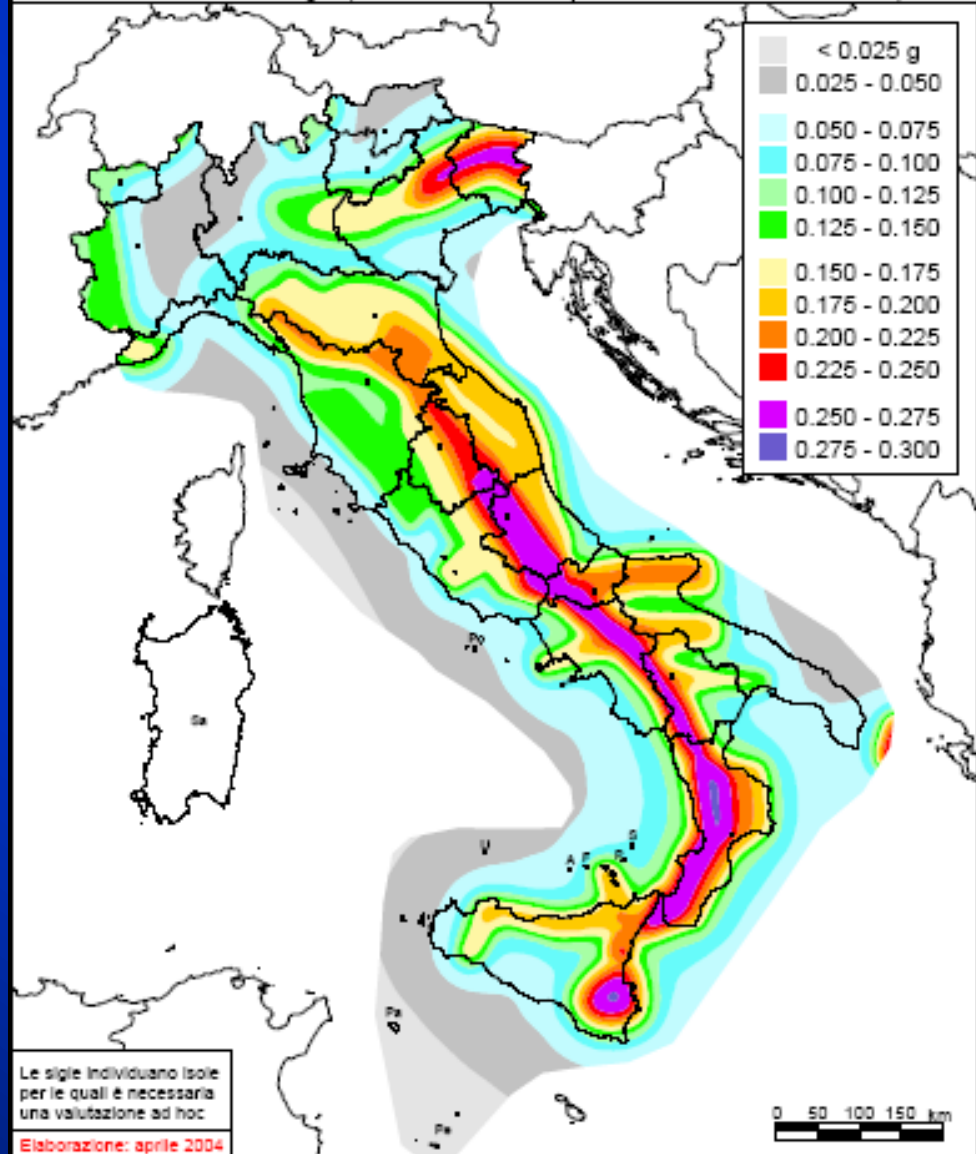 < 0.025 g
0.025 - 0.050
0.050 - 0.075
0.075 - 0.100
0.100 - 0.125
0.125 - 0.150
0.150 - 0.175
0.175 - 0.200
0.200 - 0.225
0.225 - 0.250
0.250 - 0.275
0.275 - 0.300
Po
Sa
U
S
A
Pa
Pe
Le sigle individuano isole
per le quali è necessaria
una valutazione ad hoc
Elaborazione: aprile 2004
0 50 100 150 km